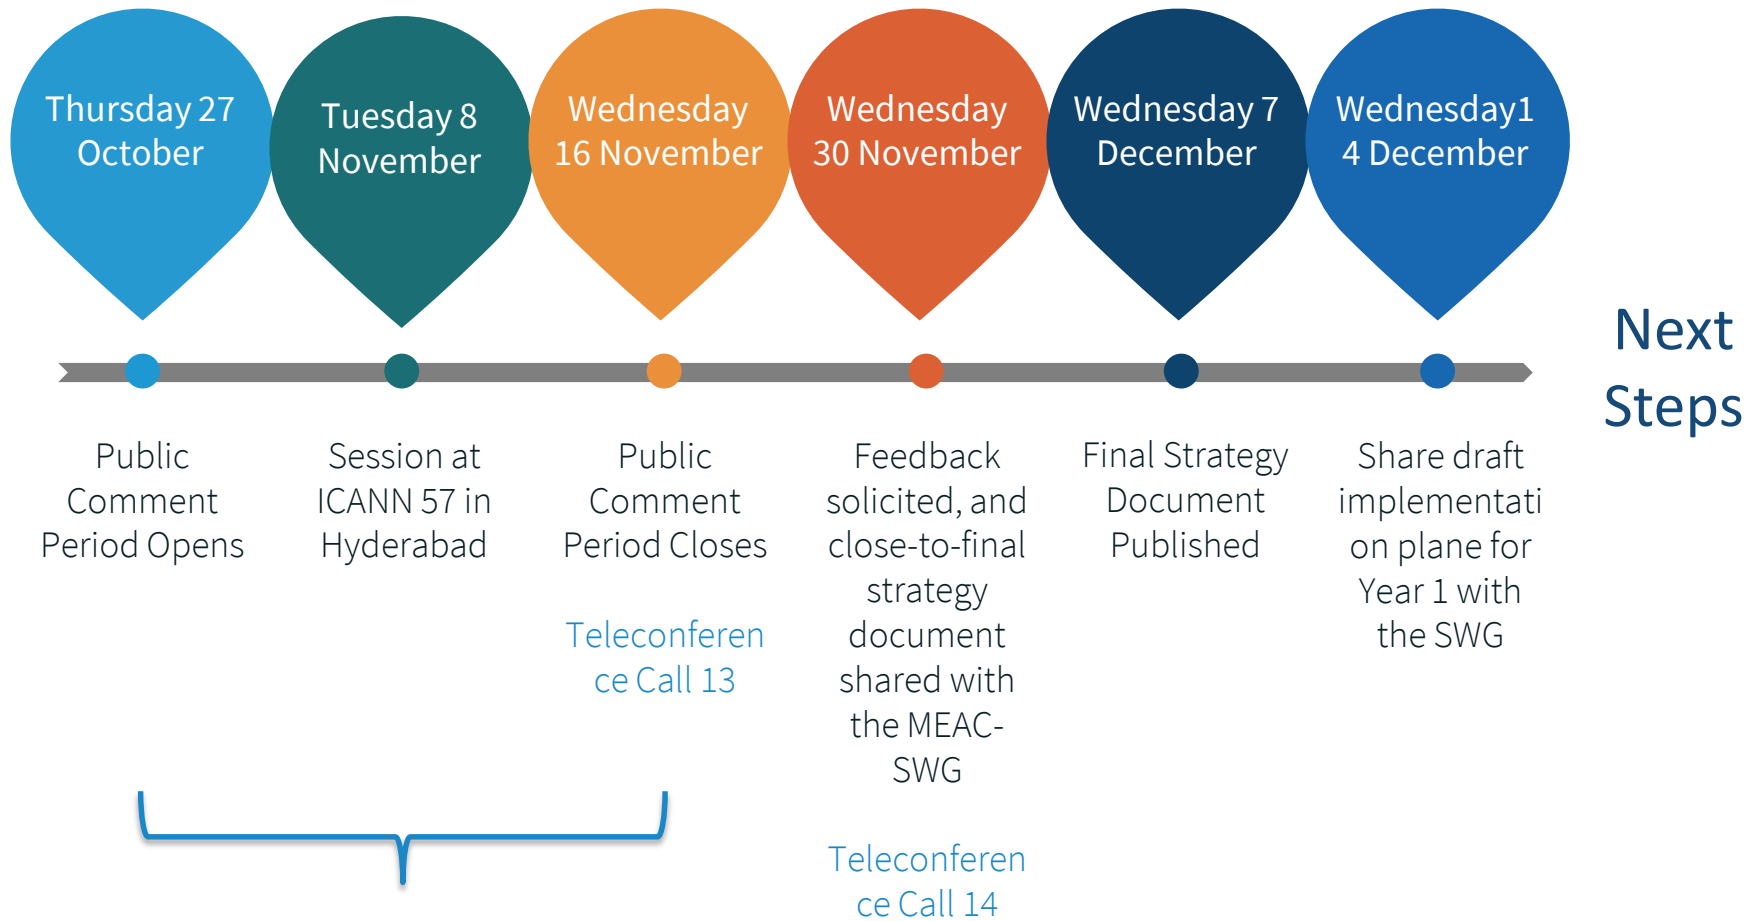 Thursday 27
October
Tuesday 8
November
Wednesday
16 November
Wednesday
30 November
Wednesday 7
December
Wednesday1
4 December
Next
Steps
Public
Comment
Period Opens
Session at
ICANN 57 in
Hyderabad
Public
Comment
Period Closes
Teleconferen
ce Call 13
Feedback
solicited, and
close-to-final
strategy
document
shared with
the MEAC-
SWG
Teleconferen
ce Call 14
Final Strategy
Document
Published
Share draft
implementati
on plane for
Year 1 with
the SWG